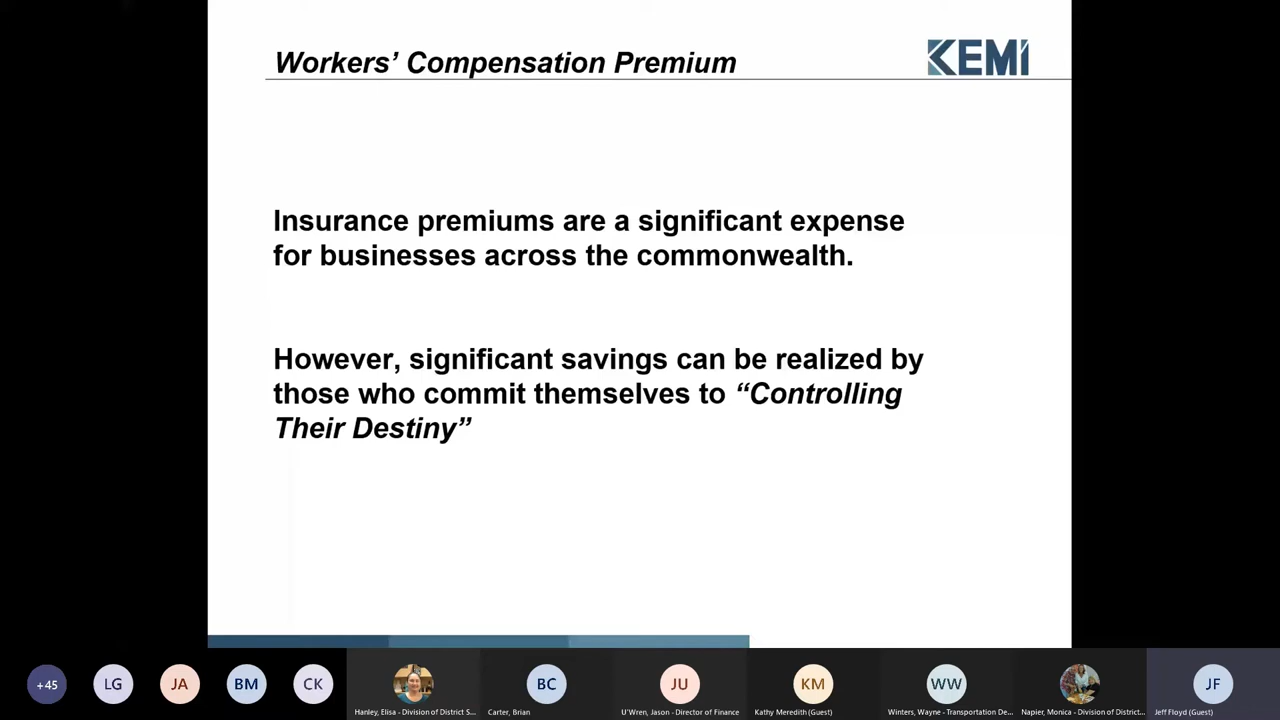 Workers’ Compensation Premium
KEMI
Insurance premiums are a significant expense
for businesses across the commonwealth.
However, significant savings can be realized by
those who commit themselves to “Controlling
Their Destiny”
+45
LG
JA
BM
CK
BC
JU
KM
WW
JF
Hanley, Elisa - Division of District S...
Carter, Brian
U'Wren, Jason - Director of Finance
Kathy Meredith (Guest)
Winters, Wayne - Transportation De...
Napier, Monica - Division of District...
Jeff Floyd (Guest)